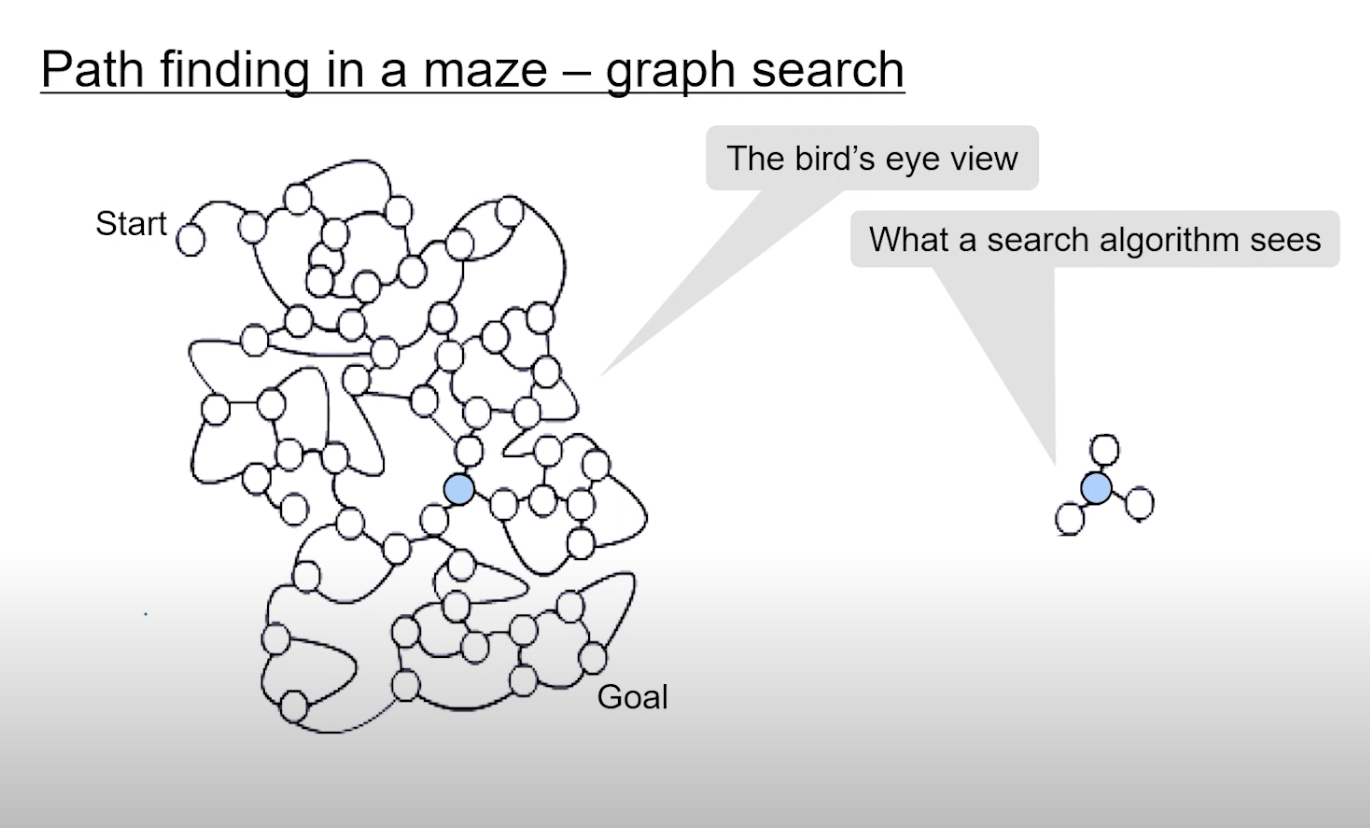 Path finding in a maze – graph search
The bird’s eye view
Start
What a search algorithm sees
Goal